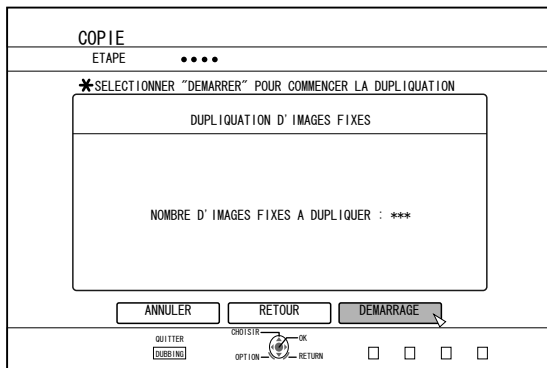 COPIE
ETAPE
SELECTIONNER "DEMARRER" POUR COMMENCER LA DUPLIQUATION
DUPLIQUATION D'IMAGES FIXES
NOMBRE D'IMAGES FIXES A DUPLIQUER : ***
ANNULER RETOUR DEMARRAGE
QUITTER
DUBBING
CHOISIR OK
OPTION RETURN